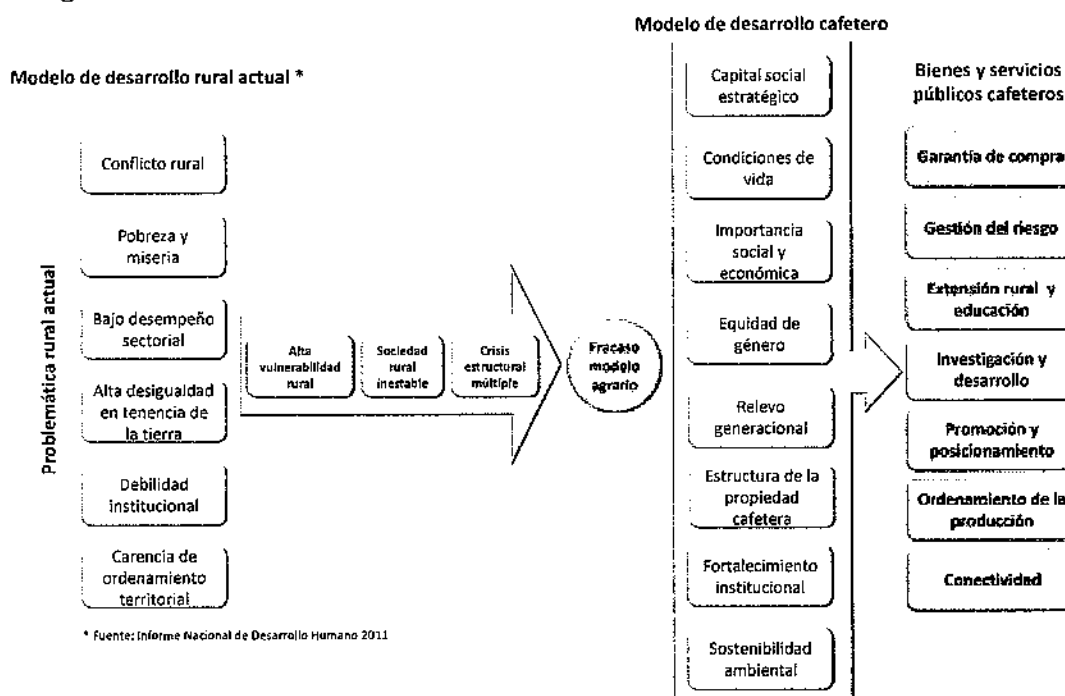 Modelo de desarrollo rural actual *
Problemática rural actual
Conflicto rural
Pobreza y
miseria
Bajo desempeño
sectorial
Alta desigualdad
en tenencia de
la tierra
Debilidad
institucional
Carencia de
ordenamiento
territorial
Alta
vulnerabilidad
rural
Sociedad
rural
inestable
Crisis
estructural
múltiple
Fracaso
modelo
agrario
Modelo de desarrollo cafetero
Capital social
estratégico
Condiciones de
vida
Importancia
social y
económica
Equidad de
género
Relevo
generacional
Estructura de la
propiedad
cafetera
Fortalecimiento
institucional
Sostenibilidad
ambiental
Bienes y servicios
públicos cafeteros
Garantía de compra
Gestión del riesgo
Extensión rural y
educación
Investigación y
desarrollo
Promoción y
posicionamiento
Ordenamiento de la
producción
Conectividad
* Fuente: Informe Nacional de Desarrollo Humano 2011